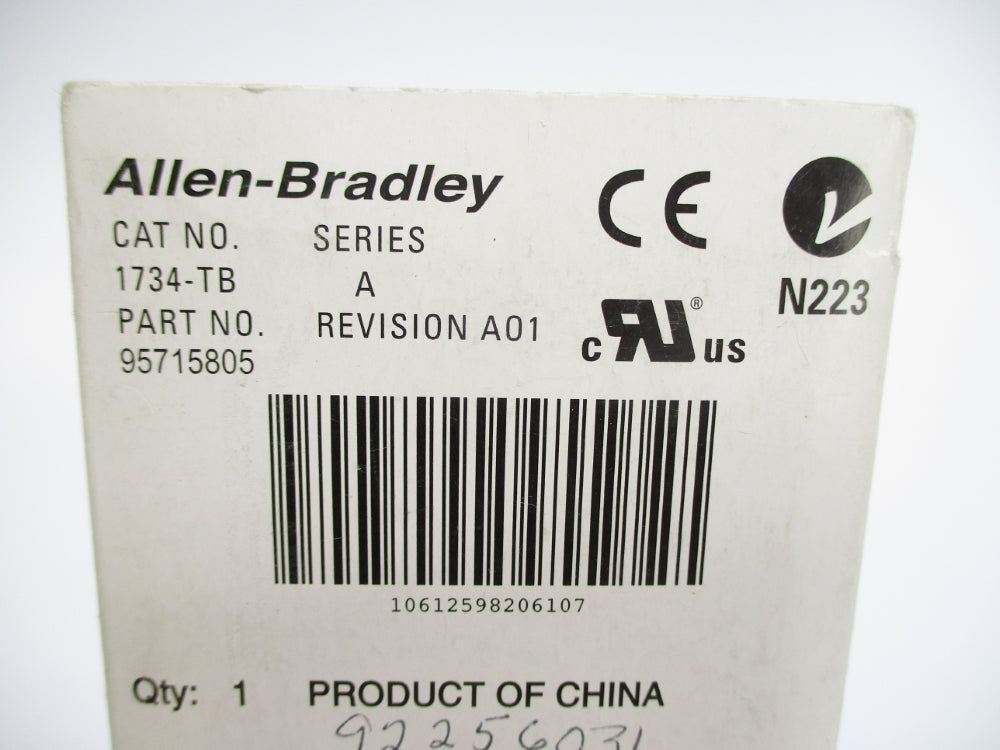 Allen-Bradley
CAT NO. SERIES
1734-TB A
PART NO. REVISION A01
95715805
CE
N223
c RU ® us
10612598206107
Qty: 1 PRODUCT OF CHINA
92256031